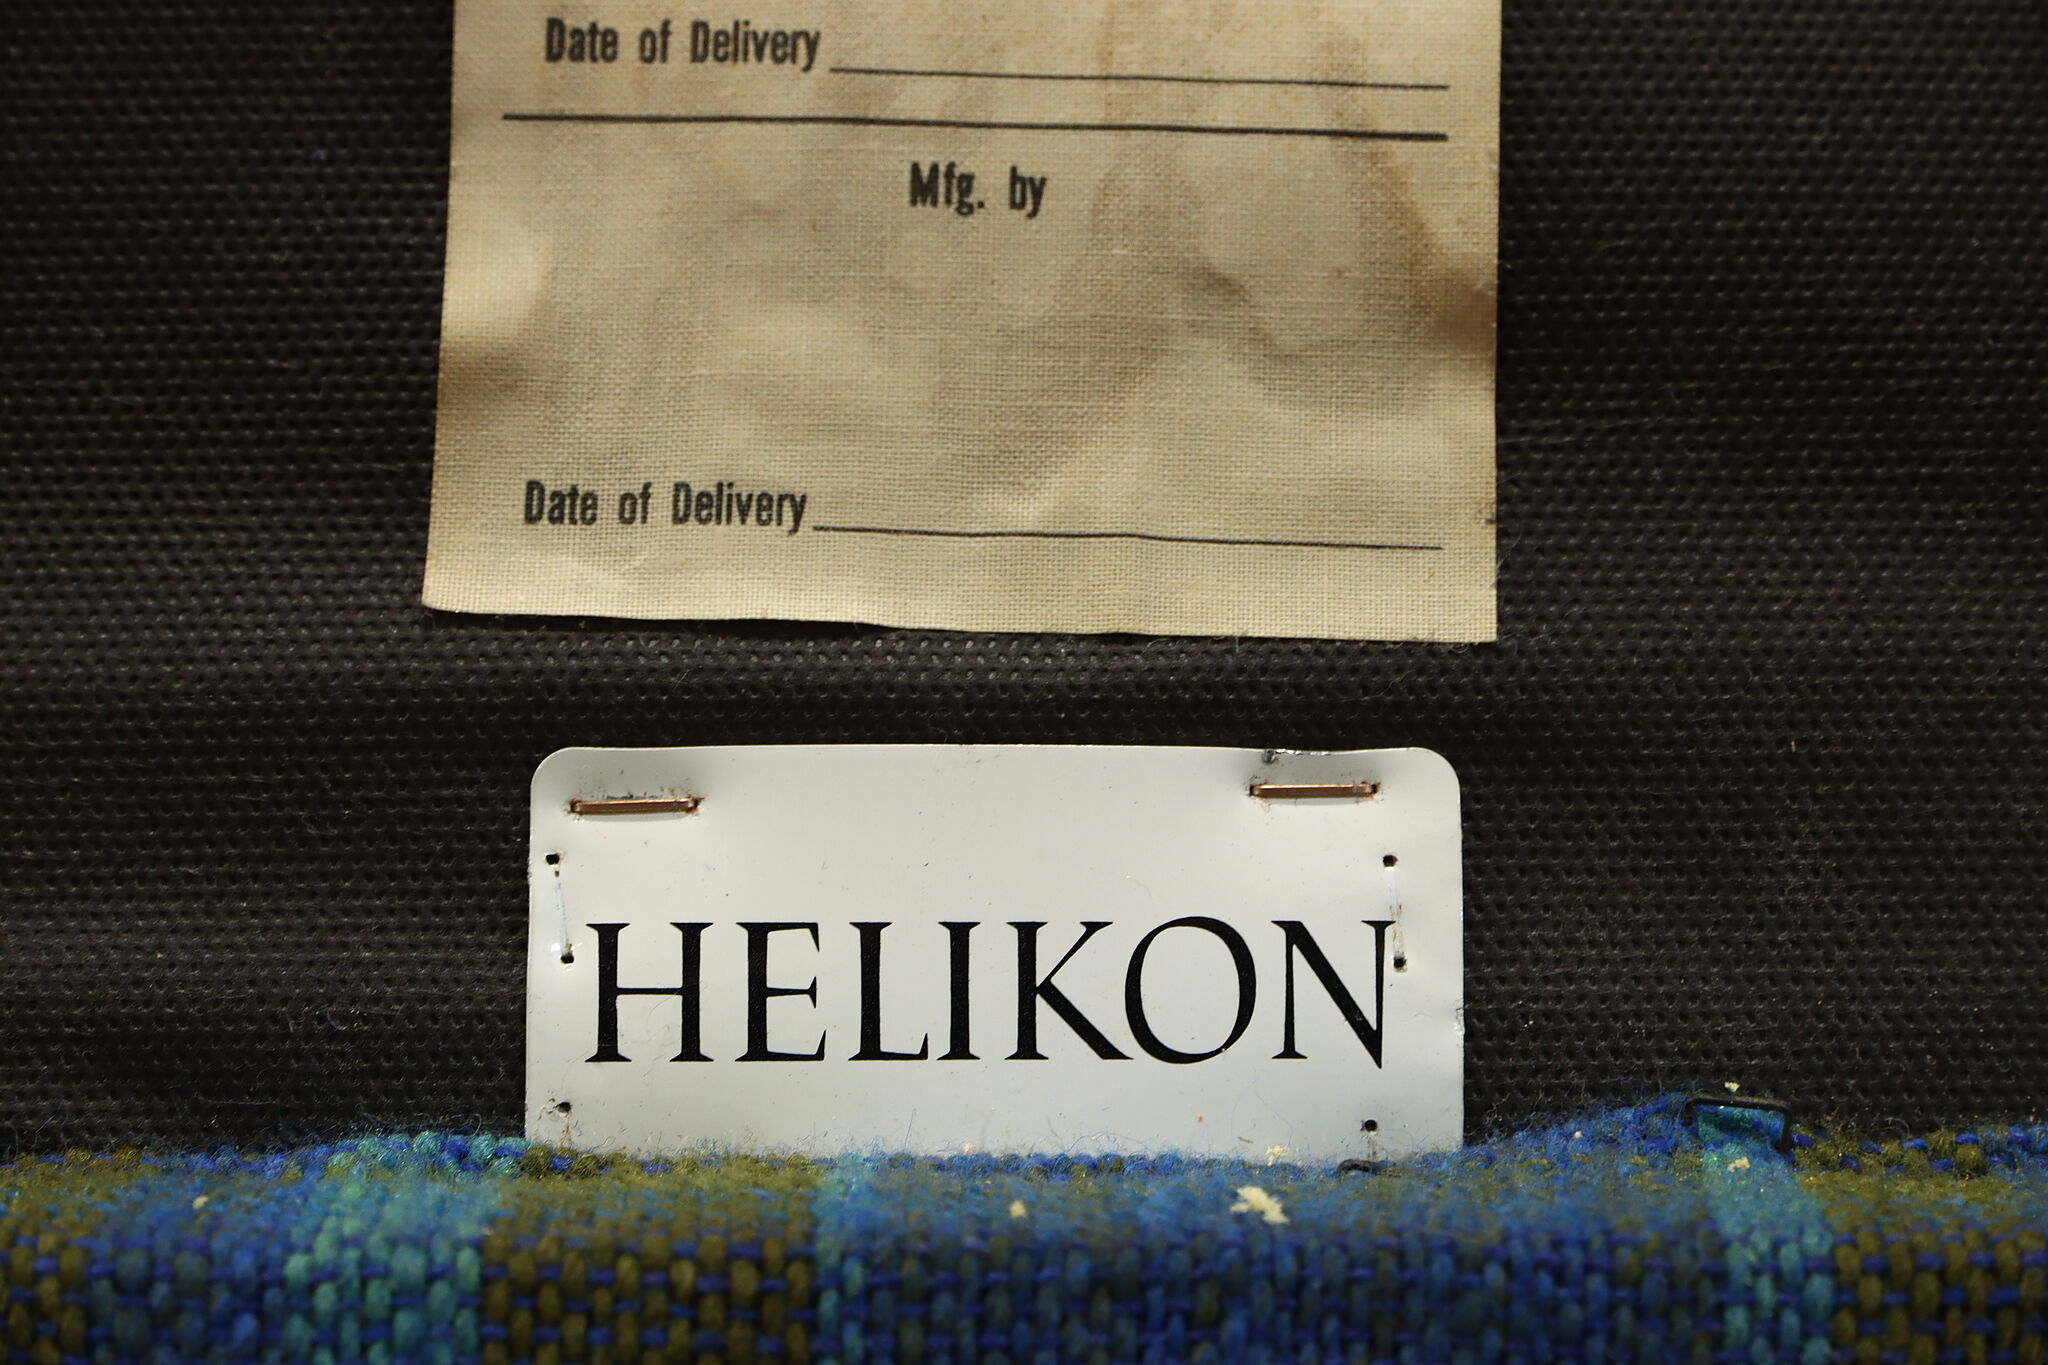 Date of Delivery
Mfg. by
Date of Delivery
HELIKON